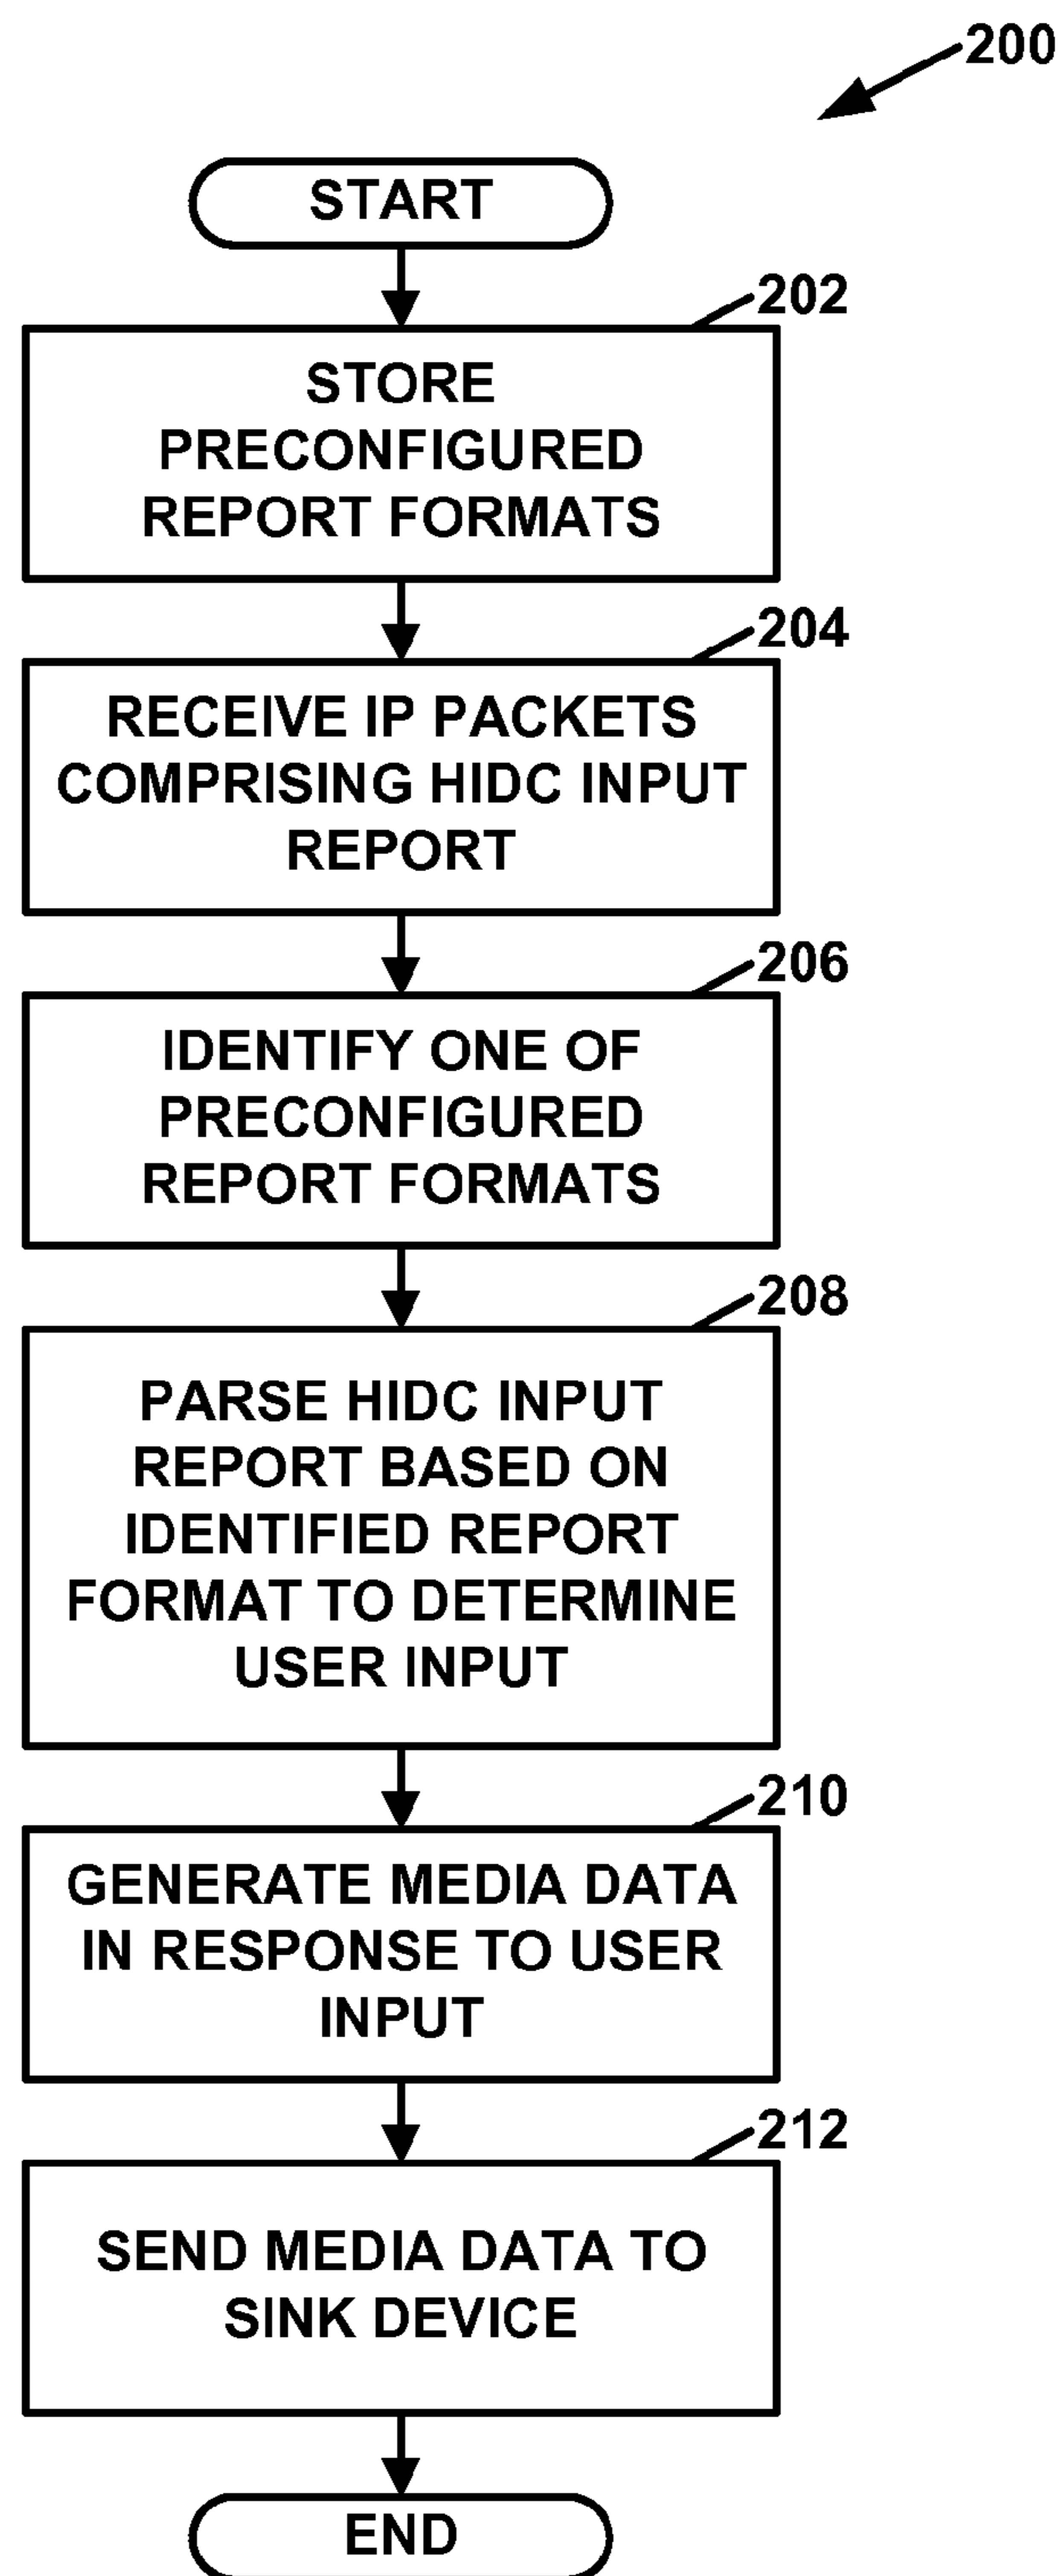 200
START
202
STORE
PRECONFIGURED
REPORT FORMATS
204
RECEIVE IP PACKETS
COMPRISING HIDC INPUT
REPORT
206
IDENTIFY ONE OF
PRECONFIGURED
REPORT FORMATS
208
PARSE HIDC INPUT
REPORT BASED ON
IDENTIFIED REPORT
FORMAT TO DETERMINE
USER INPUT
210
GENERATE MEDIA DATA
IN RESPONSE TO USER
INPUT
212
SEND MEDIA DATA TO
SINK DEVICE
END